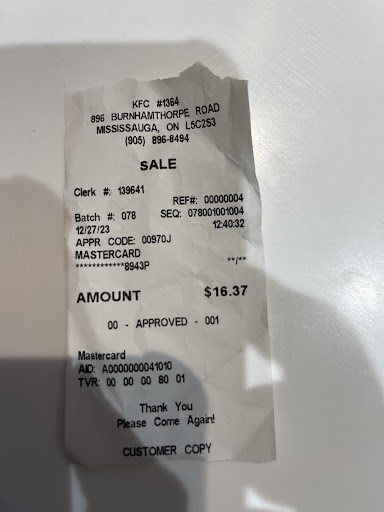 KFC #1364
896 BURNHAMTHORPE ROAD
MISSISSAUGA, ON L5C2S3
(905) 896-8494
SALE
Clerk #: 139641
REF#: 00000004
Batch #: 078 SEQ: 078001001004
12/27/23 12:40:32
APPR CODE: 00970J
MASTERCARD
************8943P **/**
AMOUNT $16.37
00 - APPROVED - 001
Mastercard
AID: A0000000041010
TVR: 00 00 00 80 01
Thank You
Please Come Again!
CUSTOMER COPY